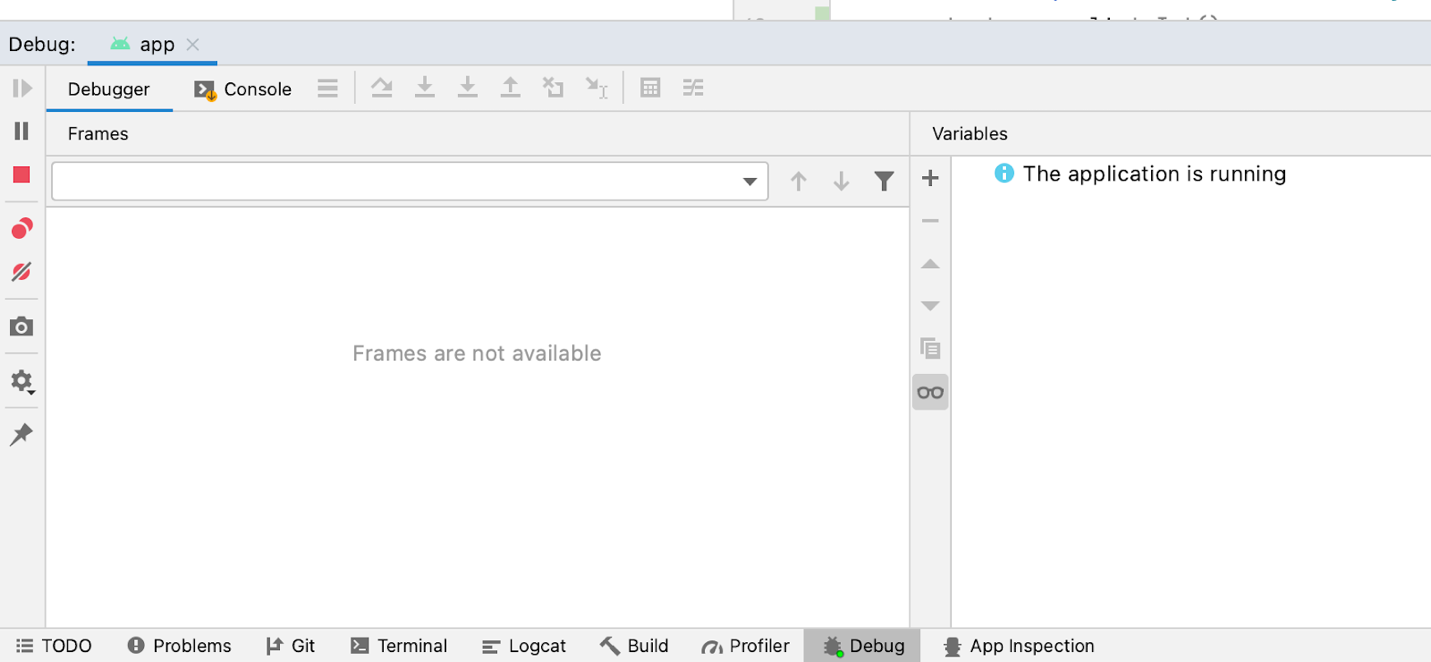 Debug: app
Debugger Console
Frames Variables
The application is running
Frames are not available
TODO Problems Git Terminal Logcat Build Profiler Debug App Inspection